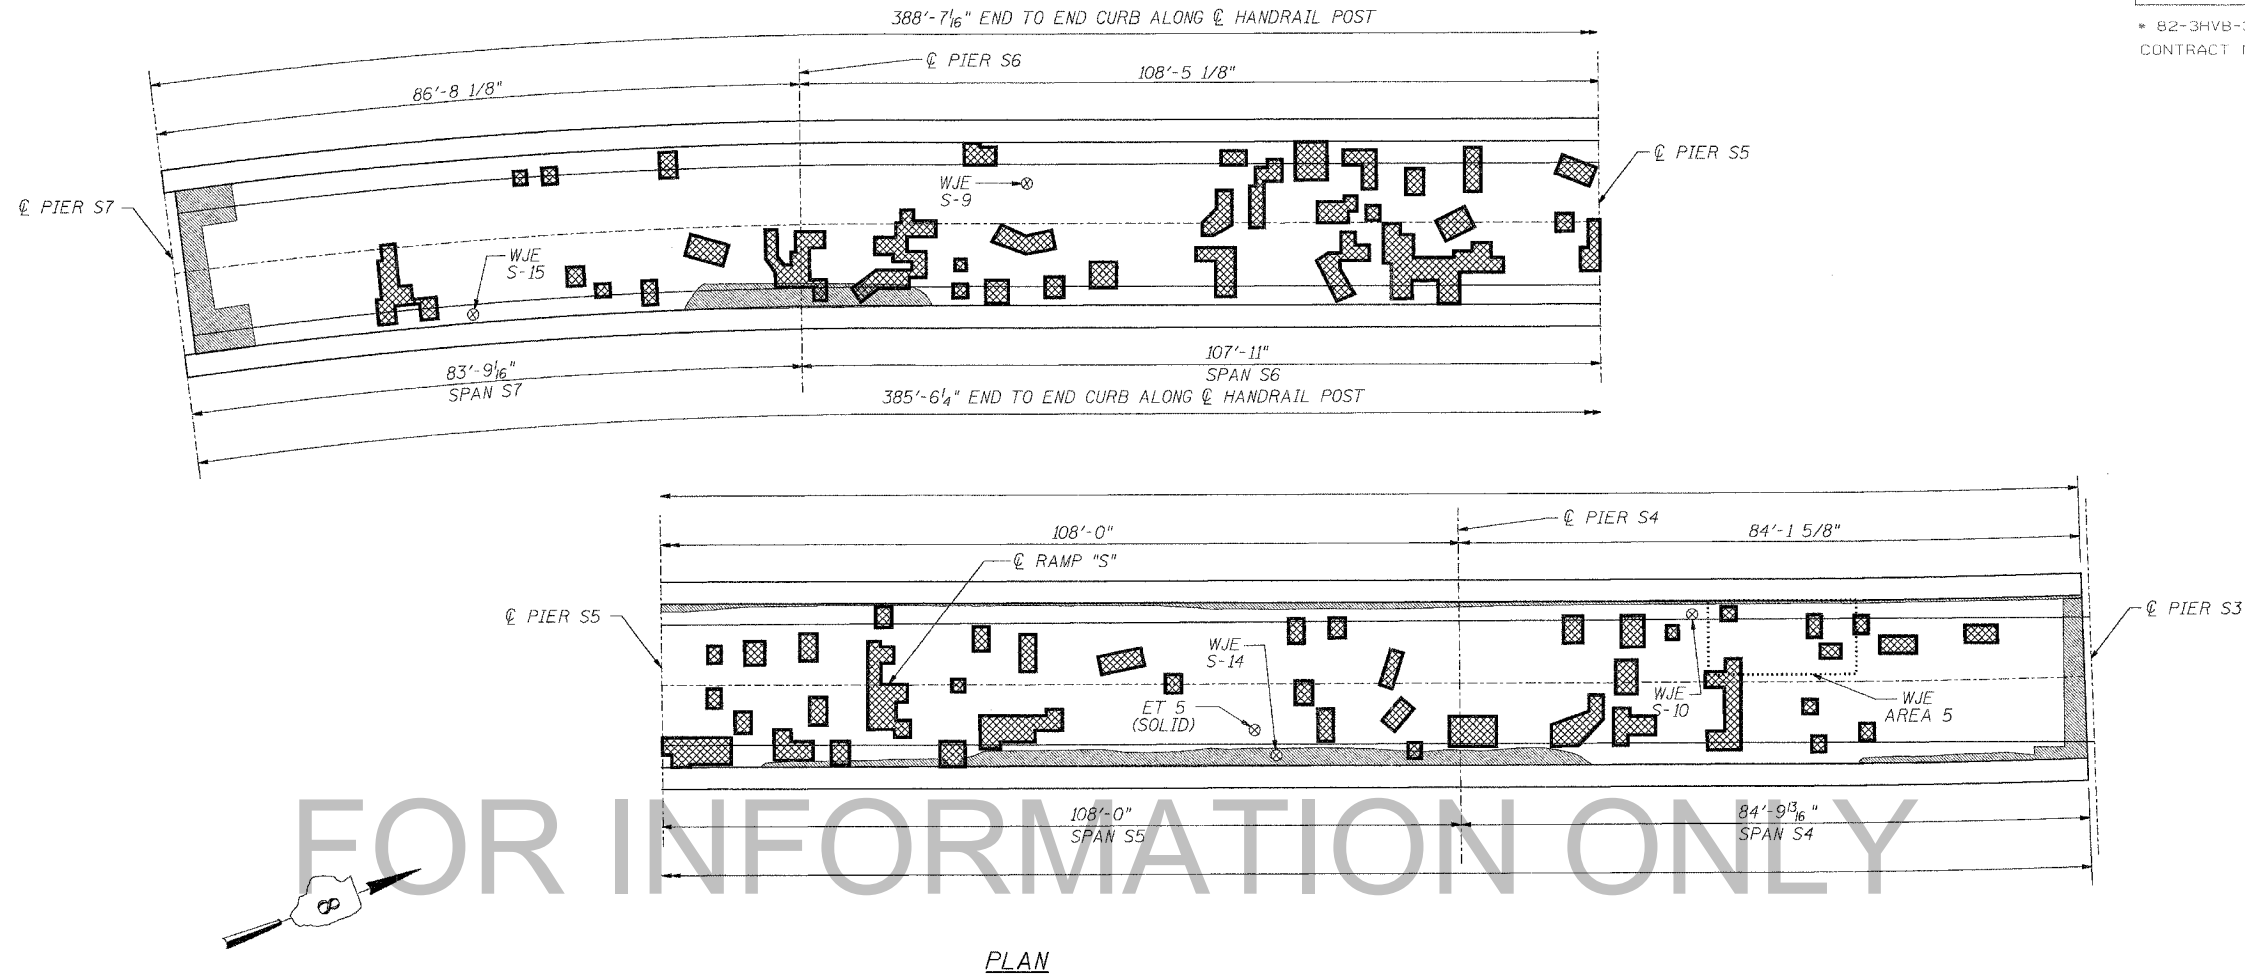 388'-7 1/16" END TO END CURB ALONG ℄ HANDRAIL POST
* 82-3HVB-
CONTRACT
℄ PIER S6
108'-5 1/8"
86'-8 1/8"
℄ PIER S5
WJE
S-9
℄ PIER S7
WJE
S-15
83'-9 1/16"
SPAN S7
107'-11"
SPAN S6
385'-6 1/4" END TO END CURB ALONG ℄ HANDRAIL POST
℄ PIER S4
108'-0"
84'-1 5/8"
℄ RAMP "S"
℄ PIER S5
℄ PIER S3
WJE
S-14
WJE
S-10
WJE
AREA 5
ET 5
(SOLID)
108'-0"
SPAN S5
84'-9 13/16"
SPAN S4
FOR INFORMATION ONLY
PLAN